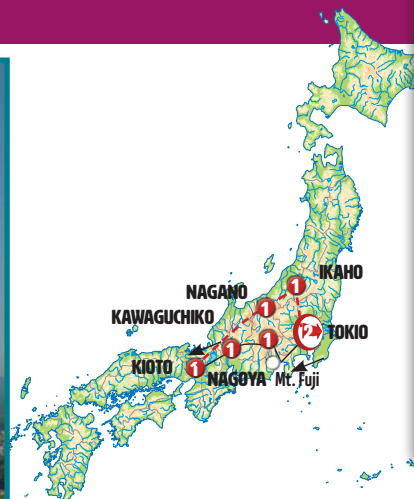 IKAHO
1
NAGANO
1
KAWAGUCHIKO
TOKIO
2
1
1
KIOTO
1
NAGOYA
Mt. Fuji